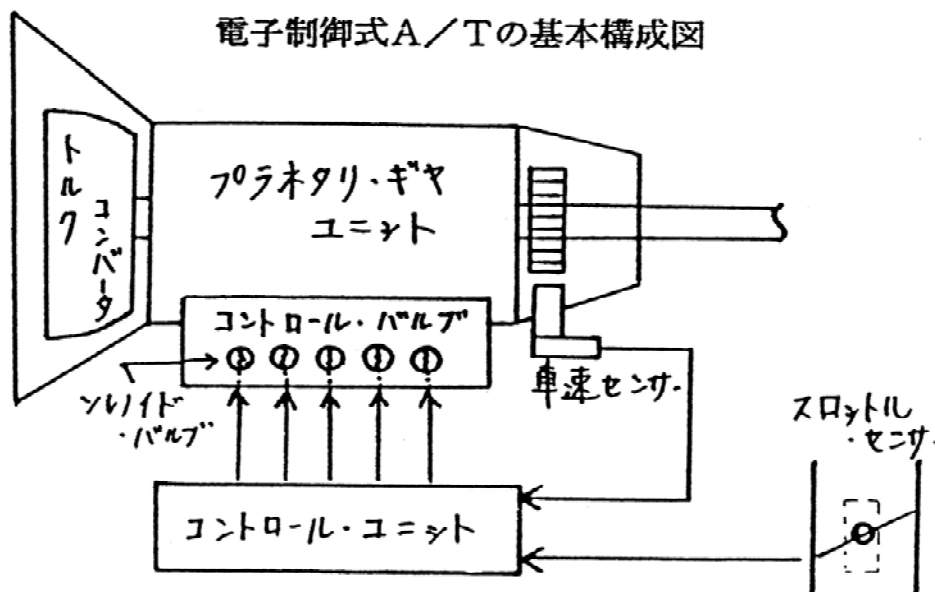 電子制御式A/Tの基本構成図
トルク
コンバータ
プラネタリ・ギヤ
ユニット
コントロール・バルブ
ソレノイド
・バルブ
車速センサ
スロットル
・センサ
コントロール・ユニット